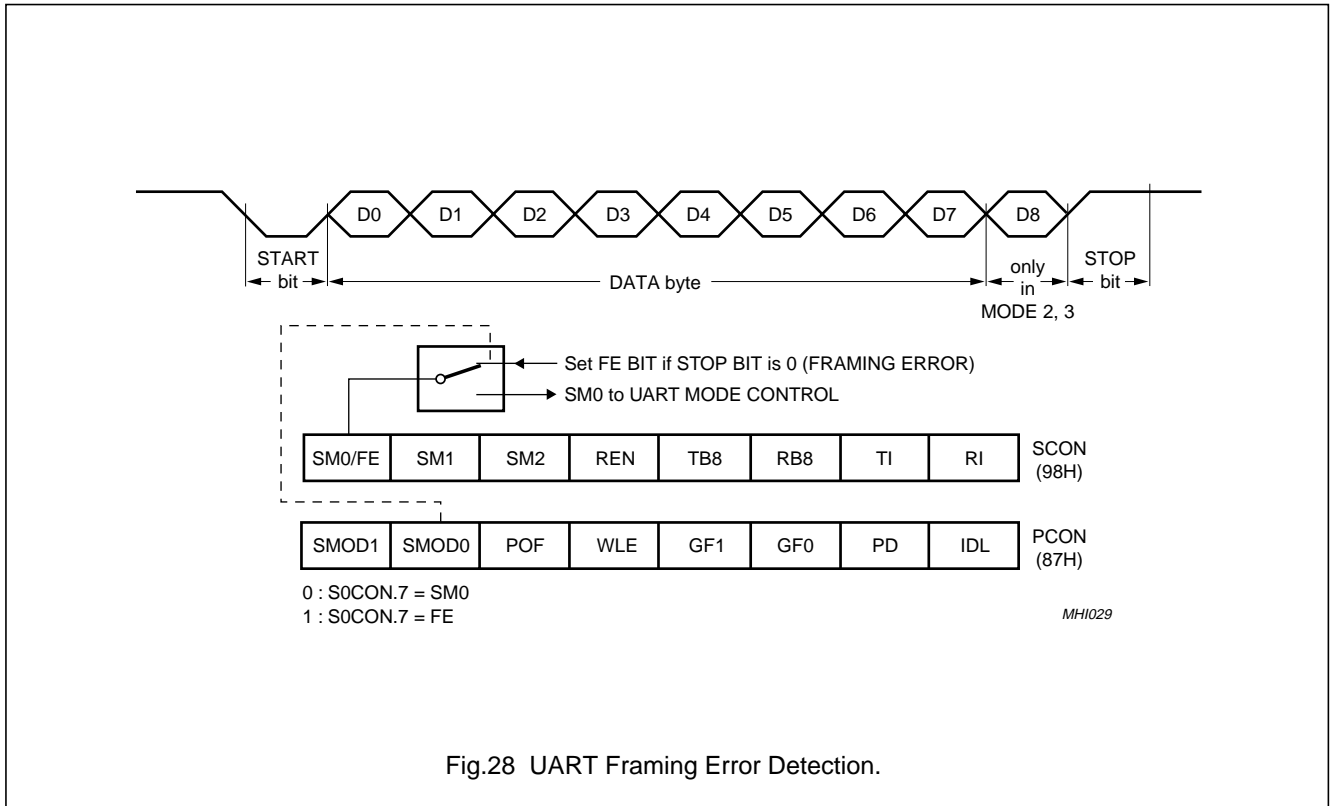 D0 D1 D2 D3 D4 D5 D6 D7 D8
START
bit
DATA byte
only
in
MODE 2, 3
STOP
bit
Set FE BIT if STOP BIT is 0 (FRAMING ERROR)
SM0 to UART MODE CONTROL
SM0/FE SM1 SM2 REN TB8 RB8 TI RI
SCON
(98H)
SMOD1 SMOD0 POF WLE GF1 GF0 PD IDL
PCON
(87H)
0 : S0CON.7 = SM0
1 : S0CON.7 = FE
MHI029
Fig.28 UART Framing Error Detection.